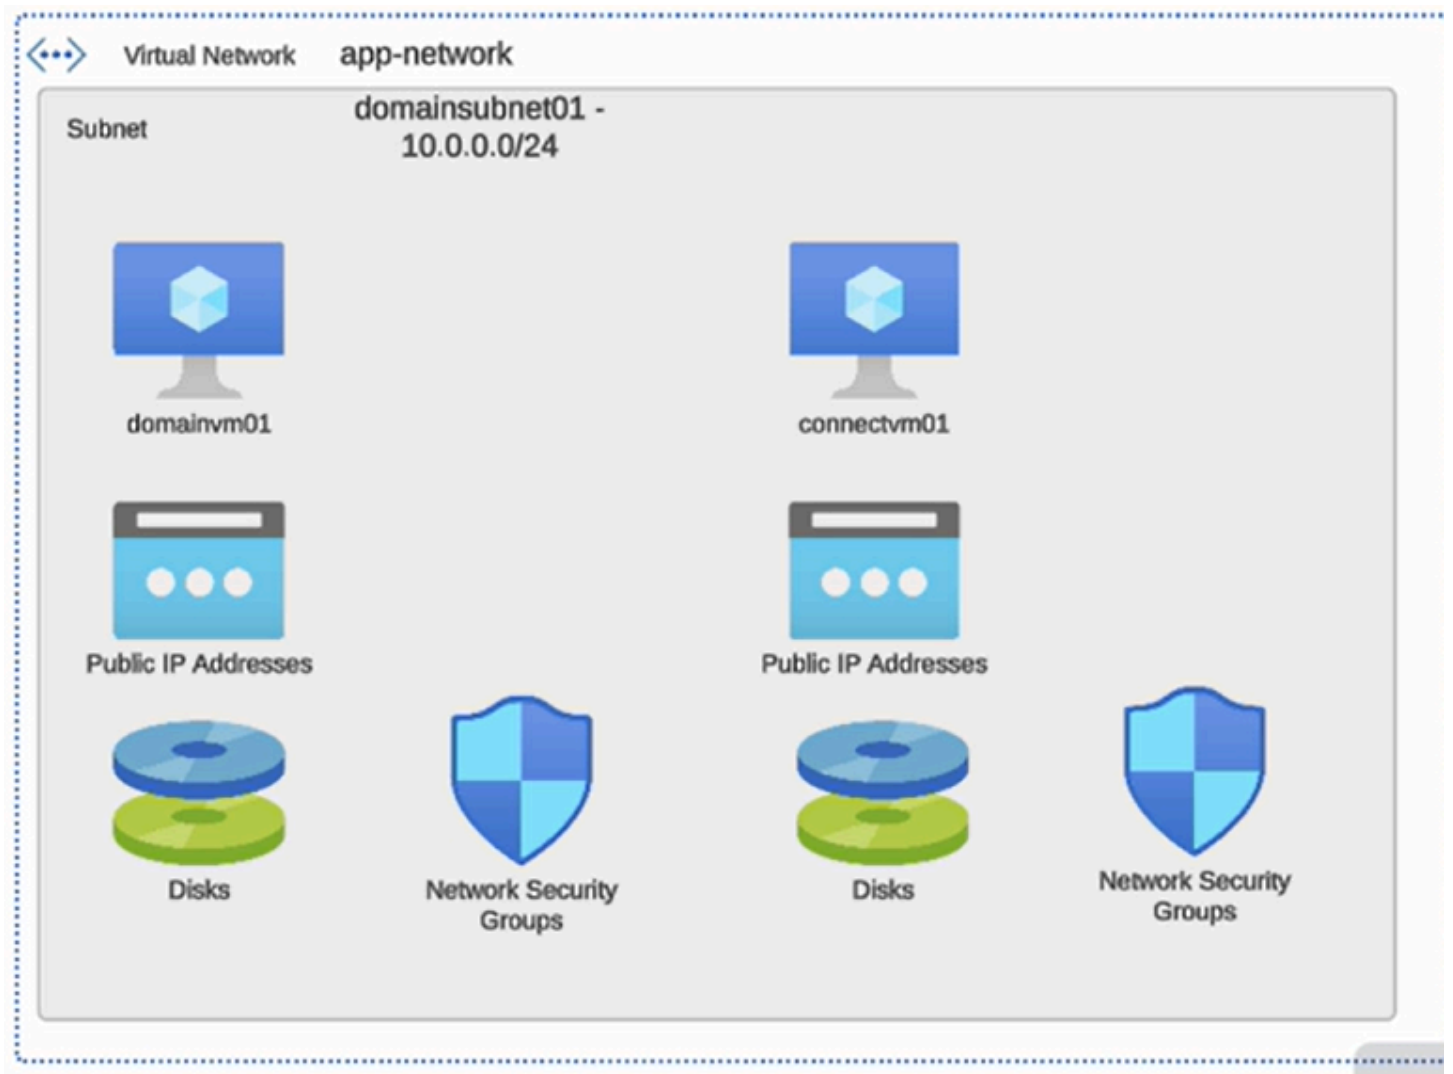 Virtual Network app-network
domainsubnet01 -
10.0.0.0/24
Subnet
domainvm01
connectvm01
Public IP Addresses
Public IP Addresses
Disks
Network Security
Groups
Disks
Network Security
Groups